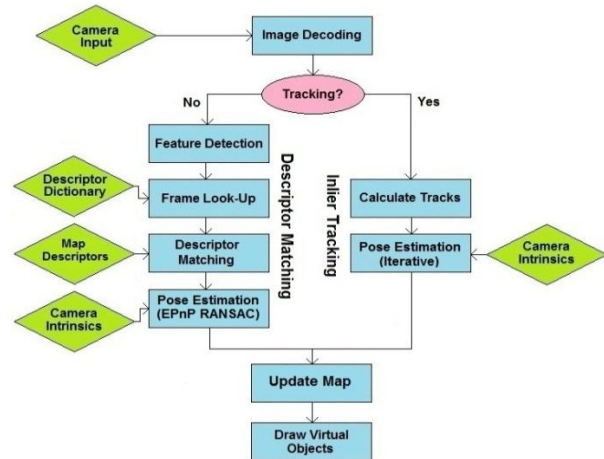 Camera
Input
Image Decoding
Tracking?
No
Yes
Feature Detection
Descriptor
Dictionary
Frame Look-Up
Calculate Tracks
Descriptor Matching
Inlier Tracking
Map
Descriptors
Descriptor
Matching
Pose Estimation
(Iterative)
Camera
Intrinsics
Camera
Intrinsics
Pose Estimation
(EPnP RANSAC)
Update Map
Draw Virtual
Objects